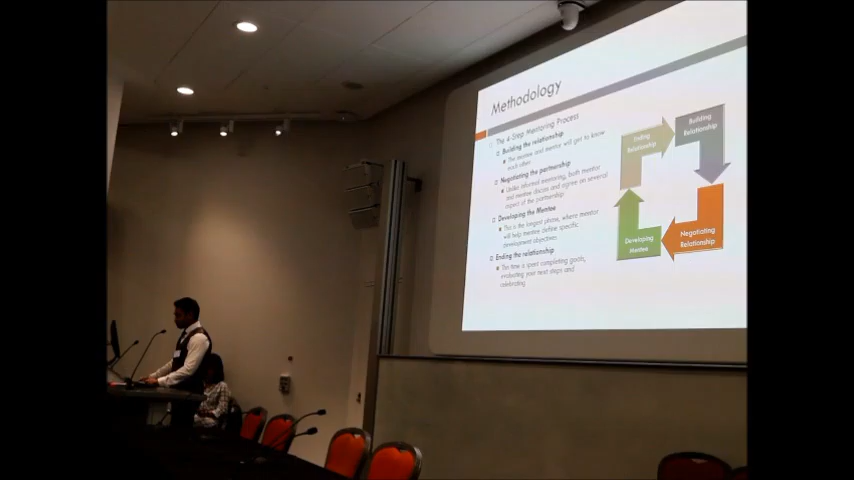 Methodology
The 4-Step Mentoring Process
Building the relationship
The mentee and mentor will get to know
each other
Negotiating the partnership
Unlike informal mentoring, both mentor
and mentee discuss and agree on several
aspect of the partnership
Developing the Mentee
This is the longest phase, where mentor
will help mentee define specific
development objectives
Ending the relationship
This time is spent completing goals,
evaluating your next steps and
celebrating
Ending
Relationship
Building
Relationship
Developing
Mentee
Negotiating
Relationship